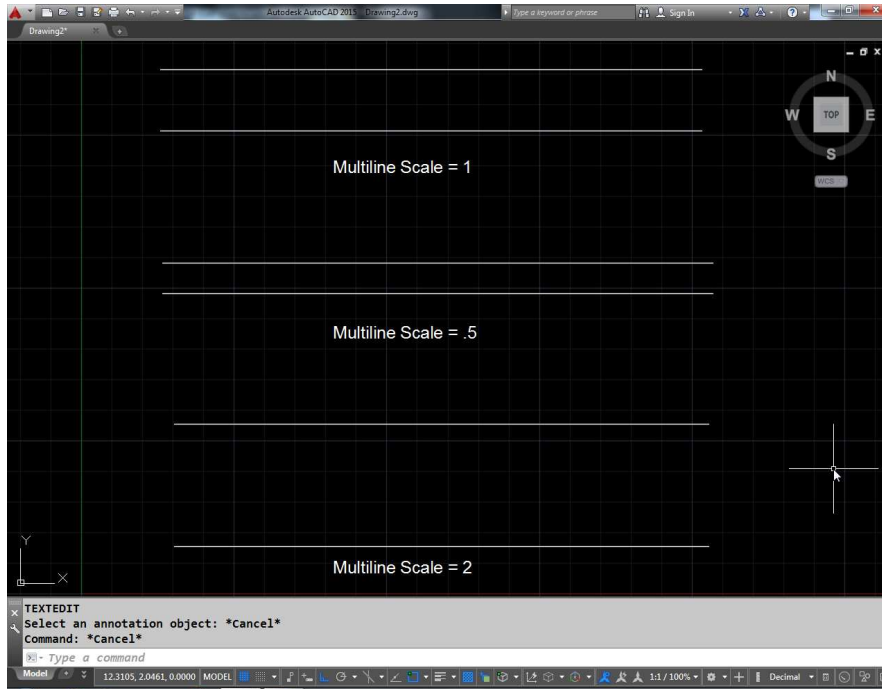 Autodesk AutoCAD 2015 Drawing2.dwg
Type a keyword or phrase
Sign In
Drawing2*
N
W
TOP
E
S
WCS
Multiline Scale = 1
Multiline Scale = .5
Multiline Scale = 2
Y
X
TEXTEDIT
Select an annotation object: *Cancel*
Command: *Cancel*
Type a command
Model
12.3105, 2.0461, 0.0000 MODEL
1:1 / 100%
Decimal